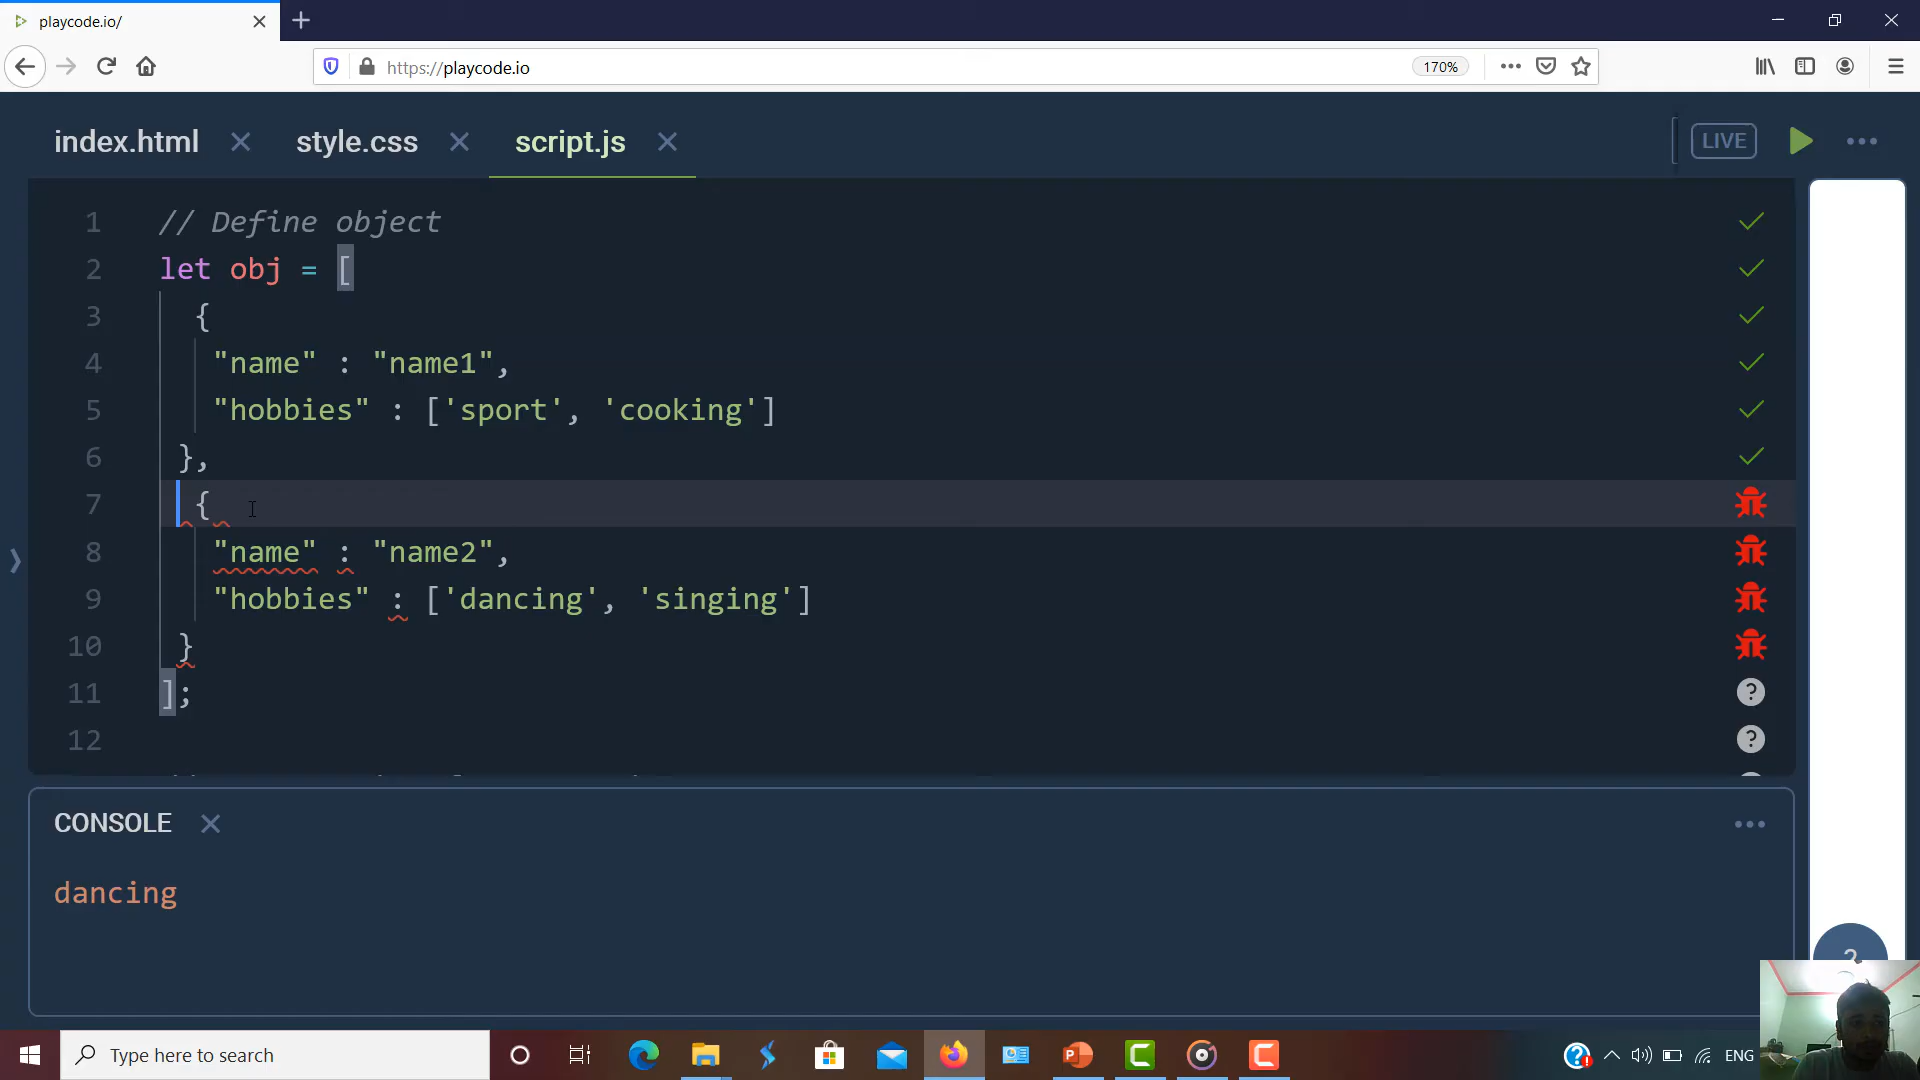 playcode.io/
https://playcode.io
170%
index.html
style.css
script.js
LIVE
1 // Define object
2 let obj = [
3 {
4 "name" : "name1",
5 "hobbies" : ['sport', 'cooking']
6 },
7 {
8 "name" : "name2",
9 "hobbies" : ['dancing', 'singing']
10 }
11 ];
12
CONSOLE
dancing
Type here to search
ENG